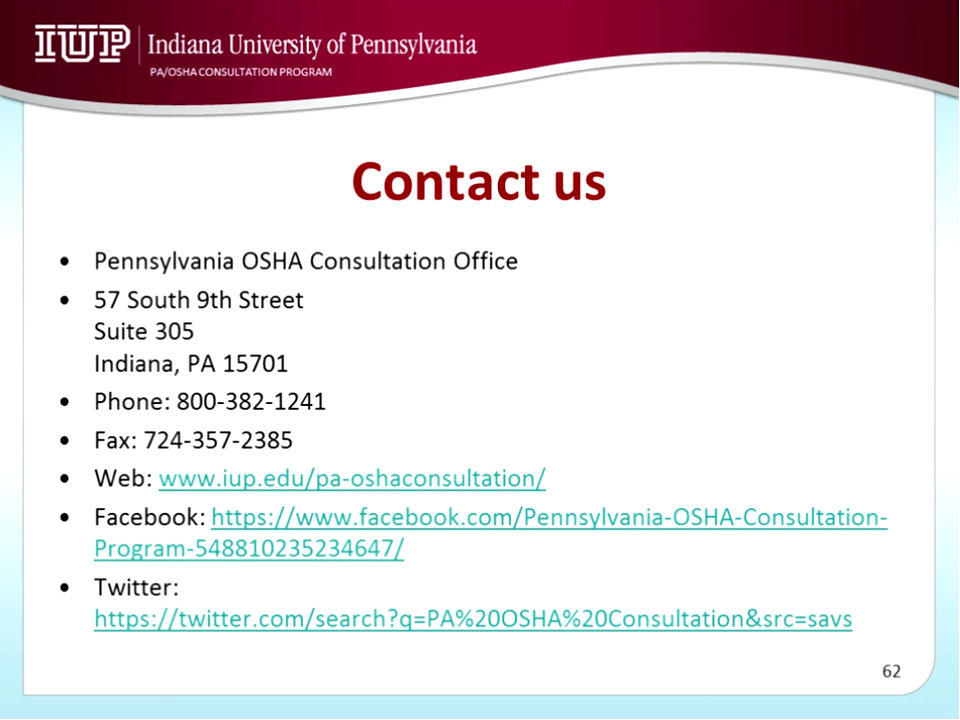 IUP Indiana University of Pennsylvania
PA/OSHA CONSULTATION PROGRAM
Contact us
• Pennsylvania OSHA Consultation Office
• 57 South 9th Street
Suite 305
Indiana, PA 15701
• Phone: 800-382-1241
• Fax: 724-357-2385
• Web: www.iup.edu/pa-oshaconsultation/
• Facebook: https://www.facebook.com/Pennsylvania-OSHA-Consultation-
Program-548810235234647/
• Twitter:
https://twitter.com/search?q=PA%20OSHA%20Consultation&src=savs
62